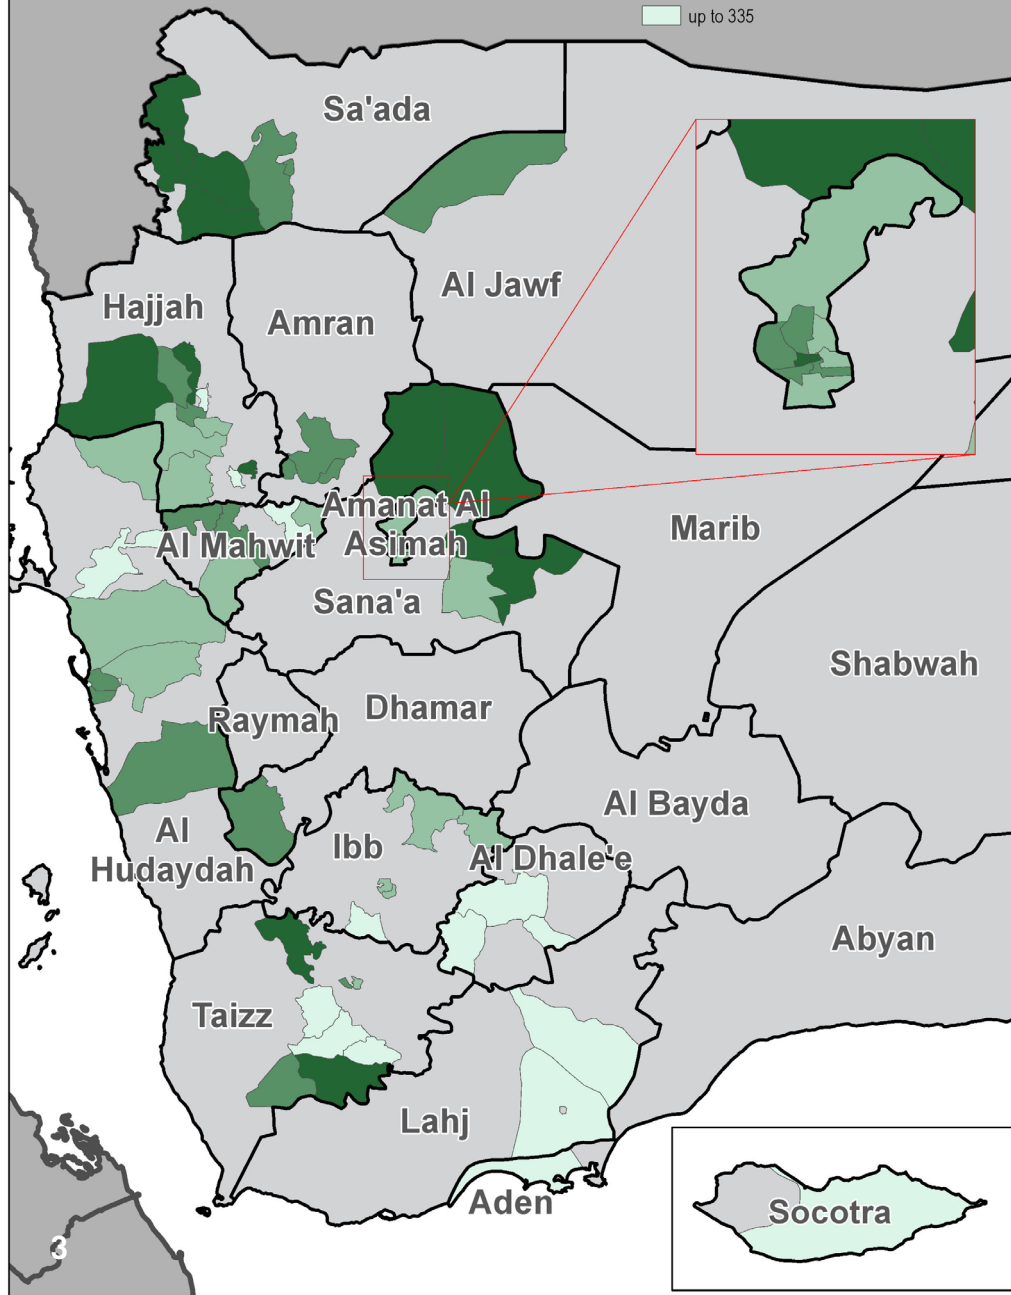 up to 335
Sa'ada
Al Jawf
Hajjah
Amran
Amanat Al
Asimah
Al Mahwit
Marib
Sana'a
Shabwah
Raymah
Dhamar
Al Bayda
Al
Hudaydah
Ibb
Al Dhale'e
Abyan
Taizz
Lahj
Aden
Socotra
3